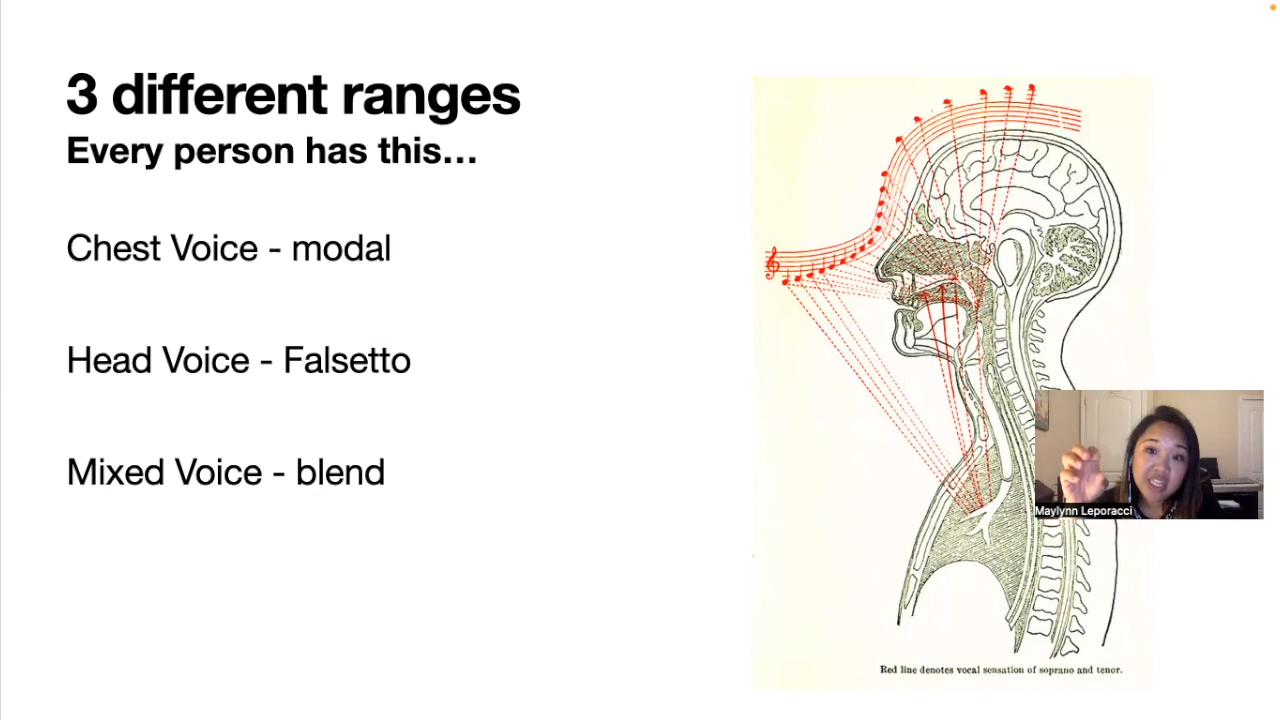 3 different ranges
Every person has this...
Chest Voice - modal
Head Voice - Falsetto
Mixed Voice - blend
Maylynn Leporacci
Red line denotes vocal sensation of soprano and tenor.